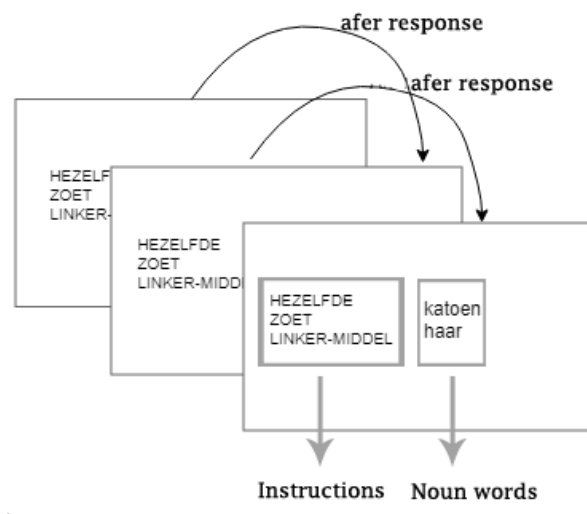 afer response
afer response
HEZELF
ZOET
LINKER-
HEZELFDE
ZOET
LINKER-MIDD
HEZELFDE
ZOET
LINKER-MIDDEL
katoen
haar
Instructions
Noun words